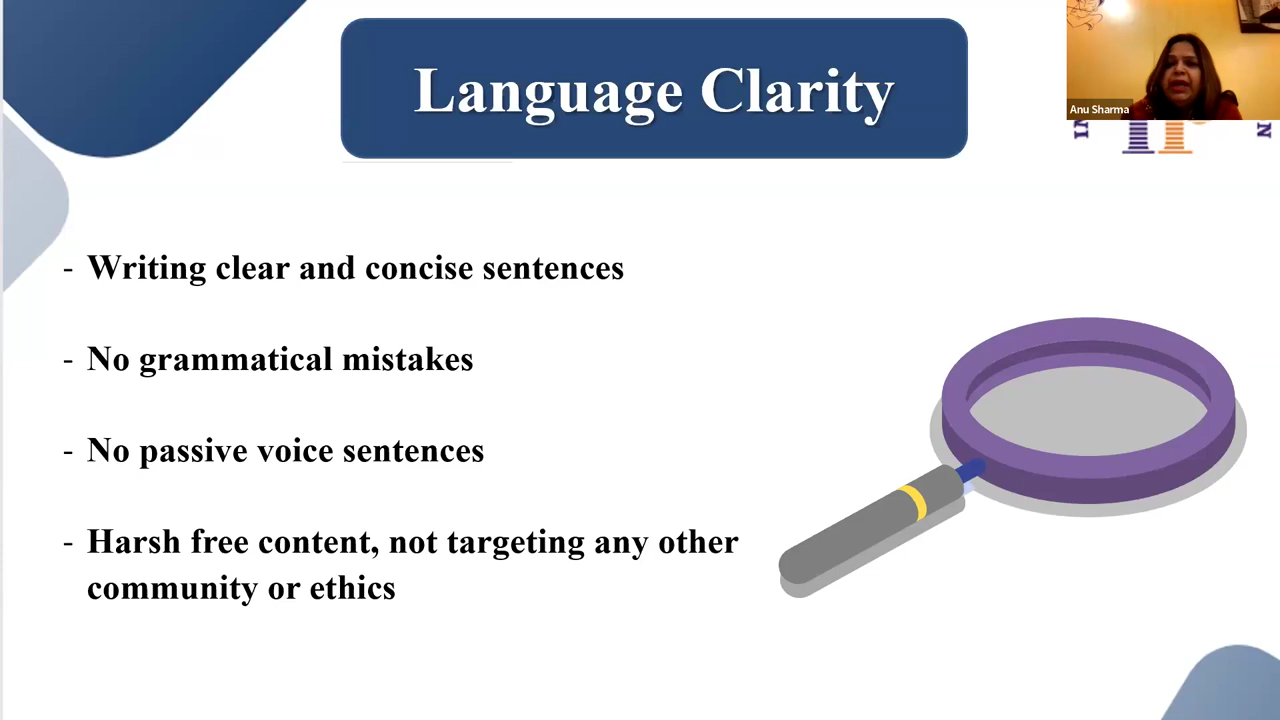 Language Clarity
Anu Sharma
- Writing clear and concise sentences
- No grammatical mistakes
- No passive voice sentences
- Harsh free content, not targeting any other
community or ethics